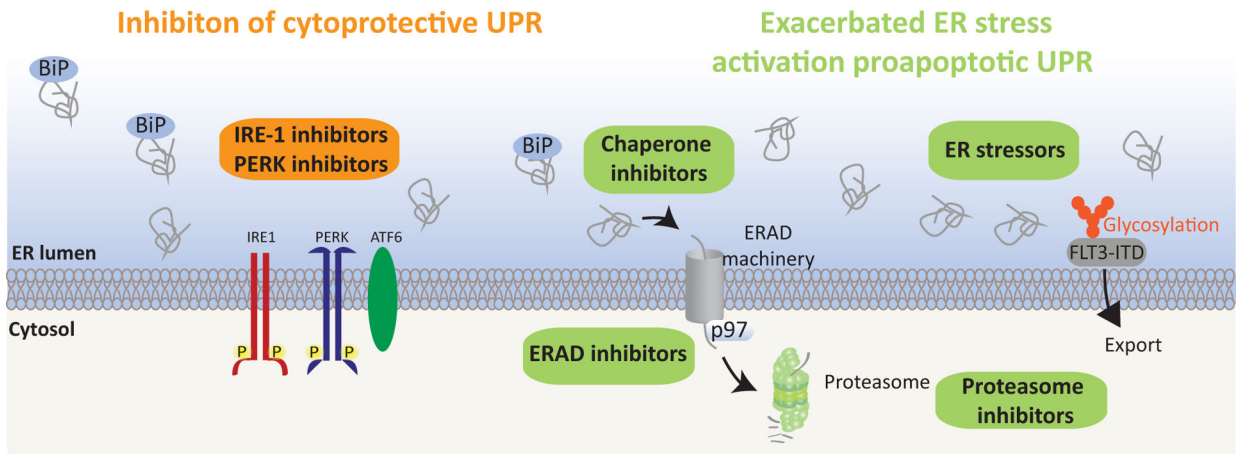 Inhibiton of cytoprotective UPR
Exacerbated ER stress
activation proapoptotic UPR
BiP
BiP
IRE-1 inhibitors
PERK inhibitors
BiP
Chaperone
inhibitors
ER stressors
IRE1
PERK
ATF6
ERAD
machinery
Glycosylation
FLT3-ITD
ER lumen
Cytosol
P
P
P
P
p97
ERAD inhibitors
Export
Proteasome
Proteasome
inhibitors